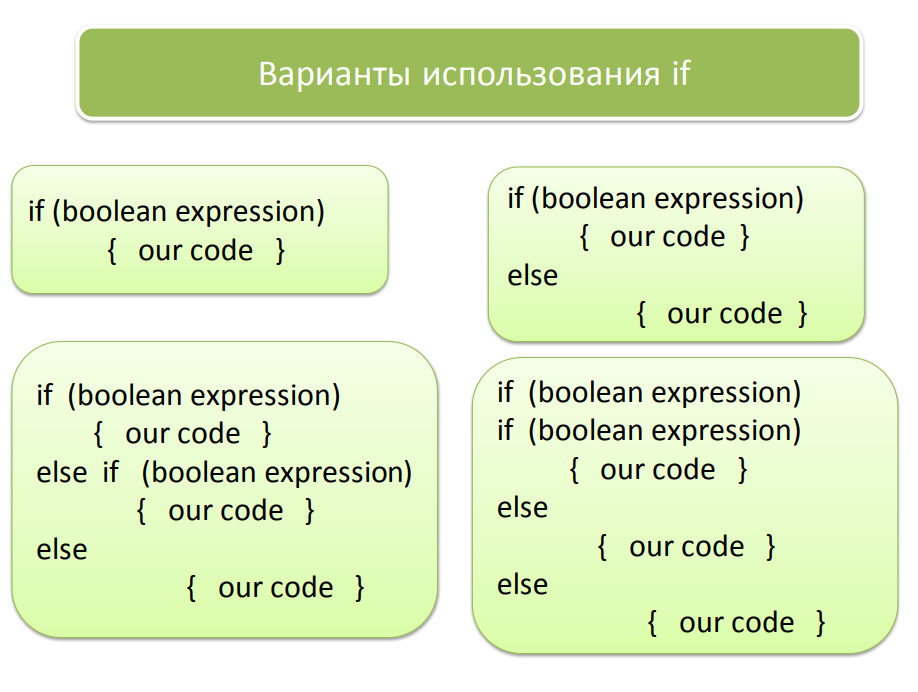 Варианты использования if
if (boolean expression)
{ our code }
if (boolean expression)
{ our code }
else
{ our code }
if (boolean expression)
{ our code }
else if (boolean expression)
{ our code }
else
{ our code }
if (boolean expression)
if (boolean expression)
{ our code }
else
{ our code }
else
{ our code }